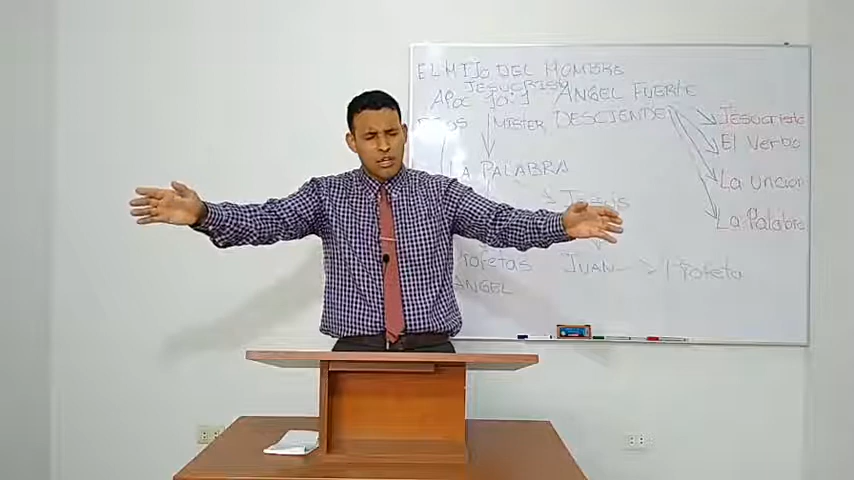 EL HIJO DEL HOMBRE
JESUCRISTO
APOC 10:1 ANGEL FUERTE
DIOS MISTER DESCIENDE
LA PALABRA
Jesucristo
El Verbo
La Uncion
La Palabra
Jesus
Profetas JUAN Profeta
ANGEL